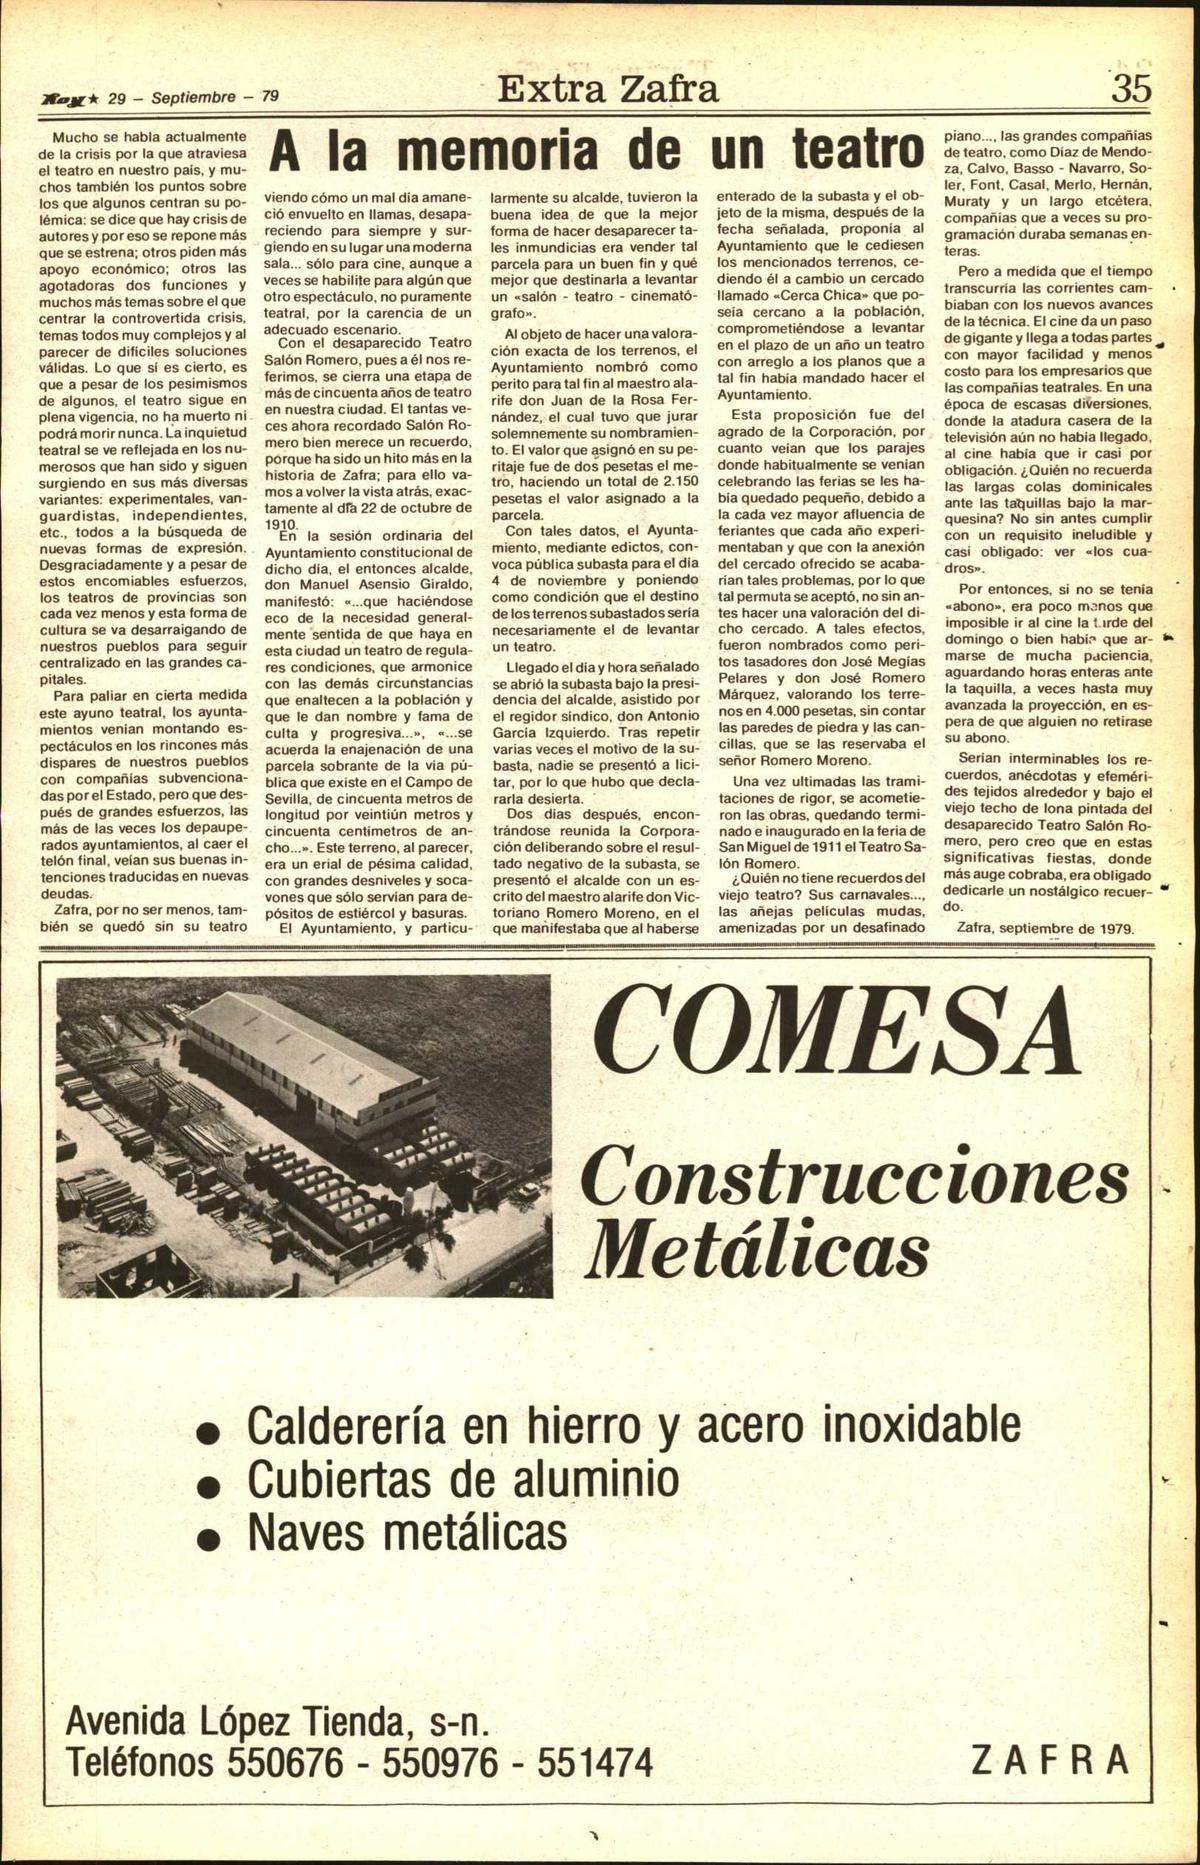 Hoy★ 29 – Septiembre – 79
Extra Zafra
35
A la memoria de un teatro
Mucho se habla actualmente
de la crisis por la que atraviesa
el teatro en nuestro país, y mu-
chos también los puntos sobre
los que algunos centran su po-
lémica: se dice que hay crisis de
autores y por eso se repone más
que se estrena; otros piden más
apoyo económico; otros las
agotadoras dos funciones y
muchos más temas sobre el que
centrar la controvertida crisis,
temas todos muy complejos y al
parecer de difíciles soluciones
válidas. Lo que sí es cierto, es
que a pesar de los pesimismos
de algunos, el teatro sigue en
plena vigencia, no ha muerto ni
podrá morir nunca. La inquietud
teatral se ve reflejada en los nu-
merosos que han sido y siguen
surgiendo en sus más diversas
variantes: experimentales, van-
guardistas, independientes,
etc., todos a la búsqueda de
nuevas formas de expresión.
Desgraciadamente y a pesar de
estos encomiables esfuerzos,
los teatros de provincias son
cada vez menos y esta forma de
cultura se va desarraigando de
nuestros pueblos para seguir
centralizado en las grandes ca-
pitales.
Para paliar en cierta medida
este ayuno teatral, los ayunta-
mientos venían montando es-
pectáculos en los rincones más
dispares de nuestros pueblos
con compañías subvenciona-
das por el Estado, pero que des-
pués de grandes esfuerzos, las
más de las veces los depaupe-
rados ayuntamientos, al caer el
telón final, veían sus buenas in-
tenciones traducidas en nuevas
deudas.
Zafra, por no ser menos, tam-
bién se quedó sin su teatro
viendo cómo un mal día amane-
ció envuelto en llamas, desapa-
reciendo para siempre y sur-
giendo en su lugar una moderna
sala... sólo para cine, aunque a
veces se habilite para algún que
otro espectáculo, no puramente
teatral, por la carencia de un
adecuado escenario.
Con el desaparecido Teatro
Salón Romero, pues a él nos re-
ferimos, se cierra una etapa de
más de cincuenta años de teatro
en nuestra ciudad. El tantas ve-
ces ahora recordado Salón Ro-
mero bien merece un recuerdo,
porque ha sido un hito más en la
historia de Zafra; para ello va-
mos a volver la vista atrás, exac-
tamente al día 22 de octubre de
1910.
En la sesión ordinaria del
Ayuntamiento constitucional de
dicho día, el entonces alcalde,
don Manuel Asensio Giraldo,
manifestó: «...que haciéndose
eco de la necesidad general-
mente sentida de que haya en
esta ciudad un teatro de regula-
res condiciones, que armonice
con las demás circunstancias
que enaltecen a la población y
que le dan nombre y fama de
culta y progresiva...», «...se
acuerda la enajenación de una
parcela sobrante de la vía pú-
blica que existe en el Campo de
Sevilla, de cincuenta metros de
longitud por veintiún metros y
cincuenta centímetros de an-
cho...». Este terreno, al parecer,
era un erial de pésima calidad,
con grandes desniveles y soca-
vones que sólo servían para de-
pósitos de estiércol y basuras.
El Ayuntamiento, y particu-
larmente su alcalde, tuvieron la
buena idea de que la mejor
forma de hacer desaparecer ta-
les inmundicias era vender tal
parcela para un buen fin y qué
mejor que destinarla a levantar
un «salón - teatro - cinemató-
grafo».
Al objeto de hacer una valora-
ción exacta de los terrenos, el
Ayuntamiento nombró como
perito para tal fin al maestro ala-
rife don Juan de la Rosa Fer-
nández, el cual tuvo que jurar
solemnemente su nombramien-
to. El valor que asignó en su pe-
ritaje fue de dos pesetas el me-
tro, haciendo un total de 2.150
pesetas el valor asignado a la
parcela.
Con tales datos, el Ayunta-
miento, mediante edictos, con-
voca pública subasta para el día
4 de noviembre y poniendo
como condición que el destino
de los terrenos subastados sería
necesariamente el de levantar
un teatro.
Llegado el día y hora señalado
se abrió la subasta bajo la presi-
dencia del alcalde, asistido por
el regidor síndico, don Antonio
García Izquierdo. Tras repetir
varias veces el motivo de la su-
basta, nadie se presentó a lici-
tar, por lo que hubo que decla-
rarla desierta.
Dos días después, encon-
trándose reunida la Corpora-
ción deliberando sobre el resul-
tado negativo de la subasta, se
presentó el alcalde con un es-
crito del maestro alarife don Vic-
toriano Romero Moreno, en el
que manifestaba que al haberse
enterado de la subasta y el ob-
jeto de la misma, después de la
fecha señalada, proponía al
Ayuntamiento que le cediesen
los mencionados terrenos, ce-
diendo él a cambio un cercado
llamado «Cerca Chica» que po-
seía cercano a la población,
comprometiéndose a levantar
en el plazo de un año un teatro
con arreglo a los planos que a
tal fin había mandado hacer el
Ayuntamiento.
Esta proposición fue del
agrado de la Corporación, por
cuanto veían que los parajes
donde habitualmente se venían
celebrando las ferias se les ha-
bía quedado pequeño, debido a
la cada vez mayor afluencia de
feriantes que cada año experi-
mentaban y que con la anexión
del cercado ofrecido se acaba-
rían tales problemas, por lo que
tal permuta se aceptó, no sin an-
tes hacer una valoración del di-
cho cercado. A tales efectos,
fueron nombrados como peri-
tos tasadores don José Megías
Pelares y don José Romero
Márquez, valorando los terre-
nos en 4.000 pesetas, sin contar
las paredes de piedra y las can-
cillas, que se las reservaba el
señor Romero Moreno.
Una vez ultimadas las trami-
taciones de rigor, se acometie-
ron las obras, quedando termi-
nado e inaugurado en la feria de
San Miguel de 1911 el Teatro Sa-
lón Romero.
¿Quién no tiene recuerdos del
viejo teatro? Sus carnavales...,
las añejas películas mudas,
amenizadas por un desafinado
piano..., las grandes compañías
de teatro, como Díaz de Mendo-
za, Calvo, Basso - Navarro, So-
ler, Font, Casal, Merlo, Hernán,
Muraty y un largo etcétera,
compañías que a veces su pro-
gramación duraba semanas en-
teras.
Pero a medida que el tiempo
transcurría las corrientes cam-
biaban con los nuevos avances
de la técnica. El cine da un paso
de gigante y llega a todas partes
con mayor facilidad y menos
costo para los empresarios que
las compañías teatrales. En una
época de escasas diversiones,
donde la atadura casera de la
televisión aún no había llegado,
al cine había que ir casi por
obligación. ¿Quién no recuerda
las largas colas dominicales
ante las taquillas bajo la mar-
quesina? No sin antes cumplir
con un requisito ineludible y
casi obligado: ver «los cua-
dros».
Por entonces, si no se tenía
«abono», era poco menos que
imposible ir al cine la tarde del
domingo o bien había que ar-
marse de mucha paciencia,
aguardando horas enteras ante
la taquilla, a veces hasta muy
avanzada la proyección, en es-
pera de que alguien no retirase
su abono.
Serían interminables los re-
cuerdos, anécdotas y efeméri-
des tejidos alrededor y bajo el
viejo techo de lona pintada del
desaparecido Teatro Salón Ro-
mero, pero creo que en estas
significativas fiestas, donde
más auge cobraba, era obligado
dedicarle un nostálgico recuer-
do.
Zafra, septiembre de 1979.
COMESA
Construcciones
Metálicas
● Calderería en hierro y acero inoxidable
● Cubiertas de aluminio
● Naves metálicas
Avenida López Tienda, s-n.
Teléfonos 550676 - 550976 - 551474
ZAFRA